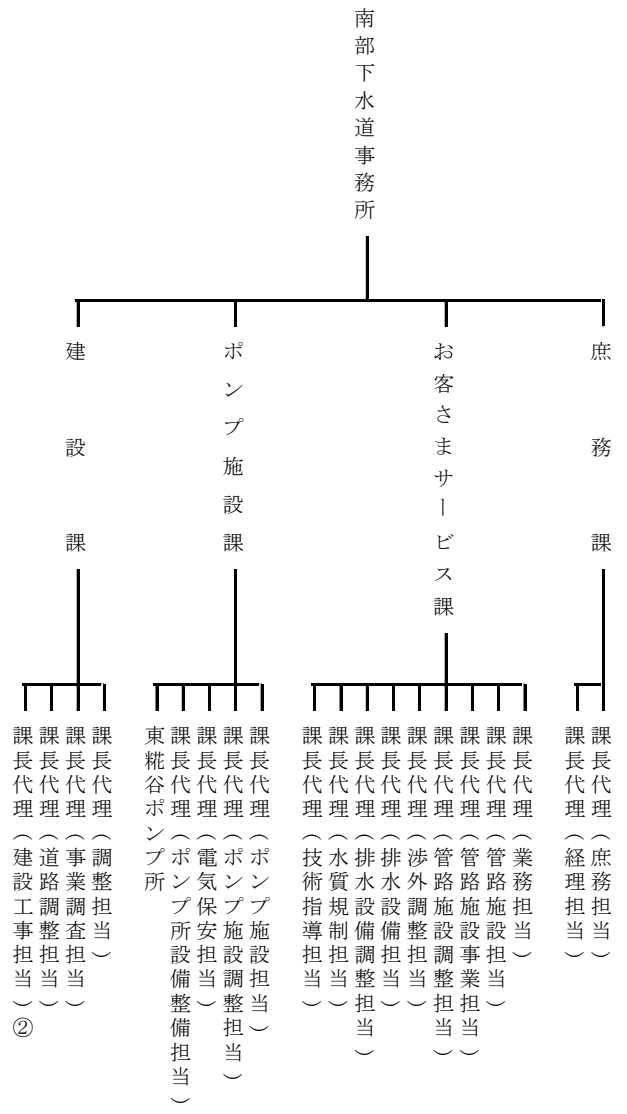 南部下水道事務所
庶務課
課長代理（庶務担当）
課長代理（経理担当）
お客さまサービス課
課長代理（業務担当）
課長代理（管路施設担当）
課長代理（管路施設事業担当）
課長代理（管路施設調整担当）
課長代理（渉外調整担当）
課長代理（排水設備担当）
課長代理（排水設備調整担当）
課長代理（水質規制担当）
課長代理（技術指導担当）
ポンプ施設課
課長代理（ポンプ施設担当）
課長代理（ポンプ施設調整担当）
課長代理（電気保安担当）
課長代理（ポンプ所設備整備担当）
東糀谷ポンプ所
建設課
課長代理（調整担当）
課長代理（事業調査担当）
課長代理（道路調整担当）
課長代理（建設工事担当）②